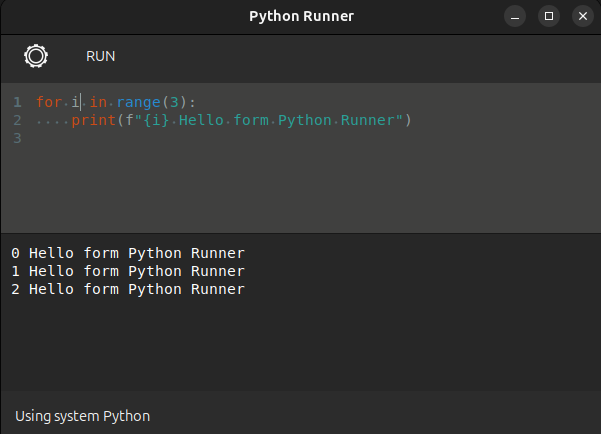 Python Runner
RUN
1 for i in range(3):
2     print(f"{i} Hello form Python Runner")
3
0 Hello form Python Runner
1 Hello form Python Runner
2 Hello form Python Runner
Using system Python